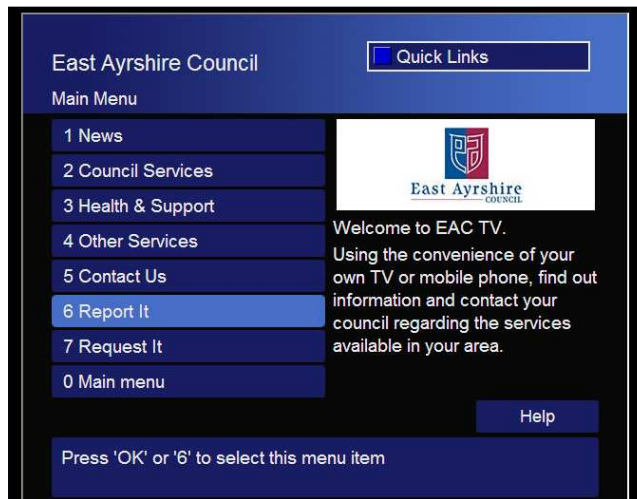 East Ayrshire Council
Quick Links
Main Menu
1 News
2 Council Services
3 Health & Support
4 Other Services
5 Contact Us
6 Report It
7 Request It
0 Main menu
East Ayrshire
COUNCIL
Welcome to EAC TV.
Using the convenience of your
own TV or mobile phone, find out
information and contact your
council regarding the services
available in your area.
Help
Press 'OK' or '6' to select this menu item